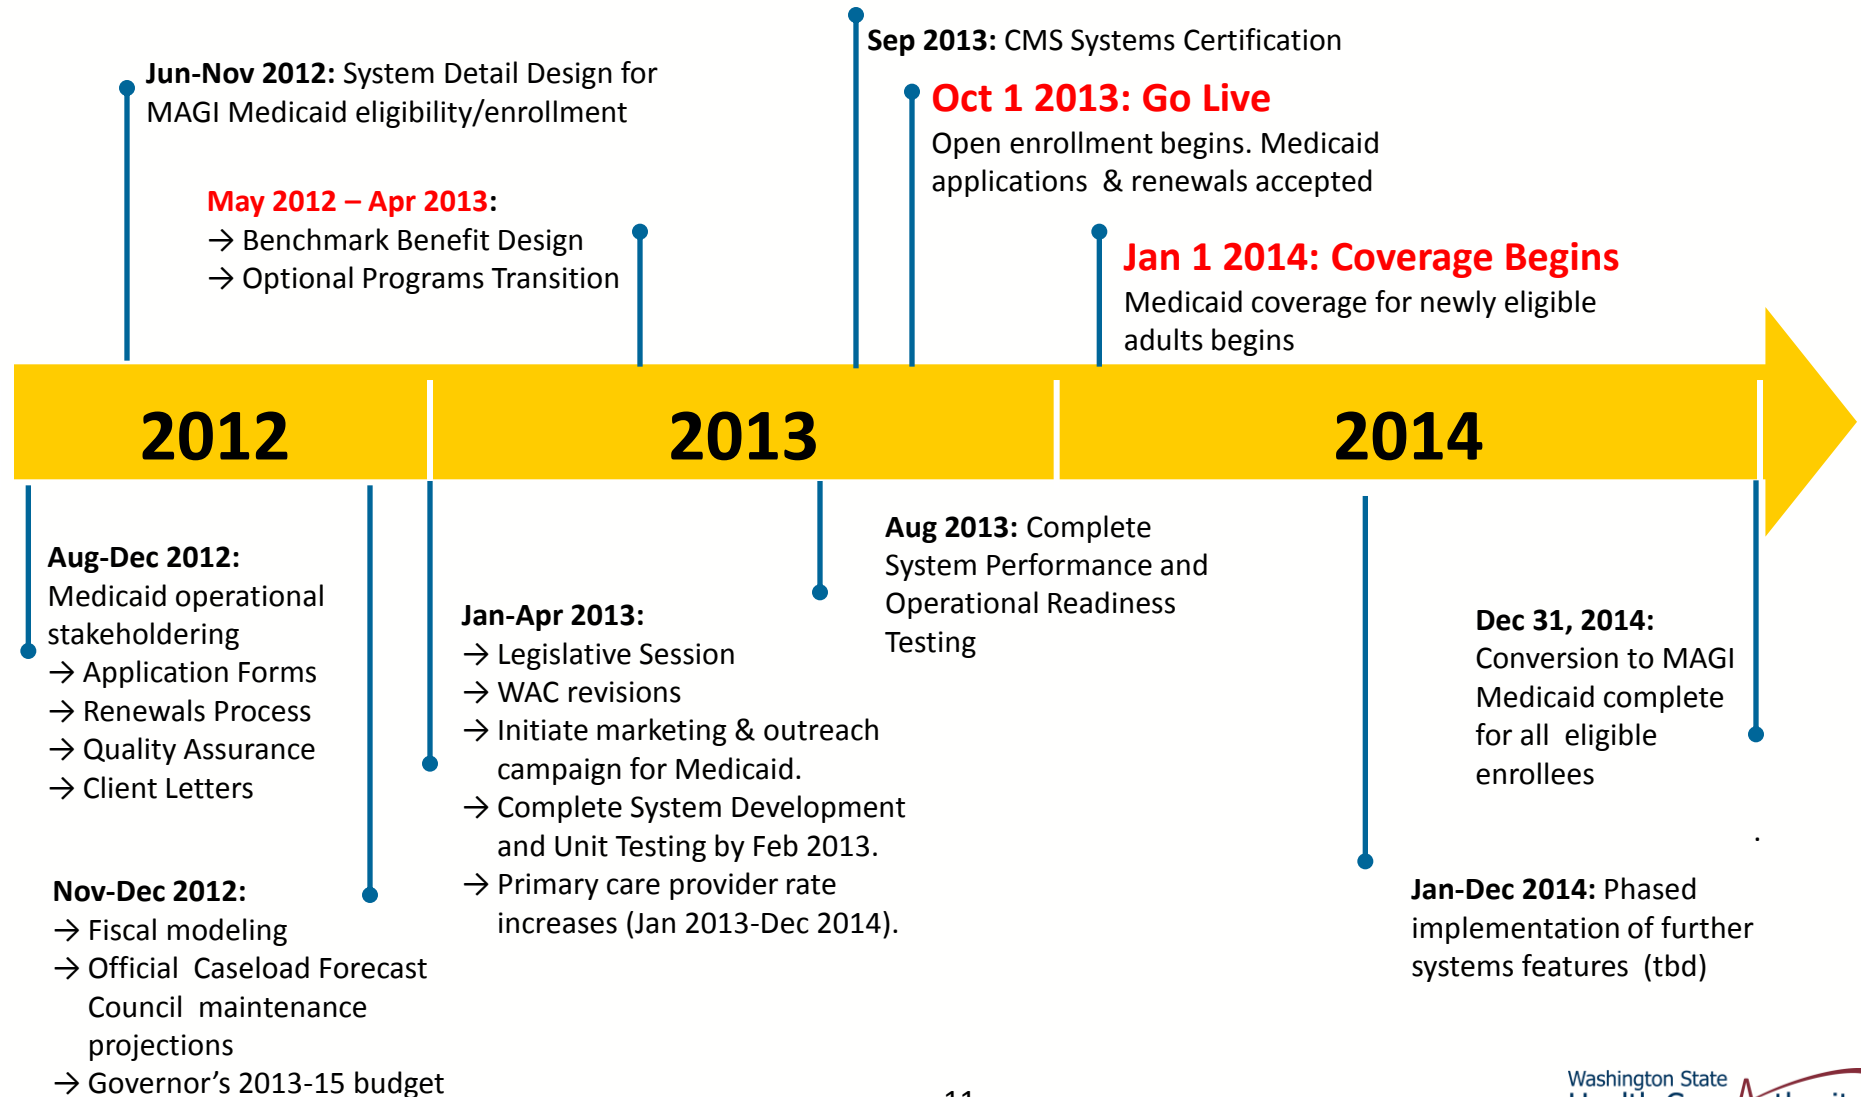 Sep 2013: CMS Systems Certification
Jun-Nov 2012: System Detail Design for
MAGI Medicaid eligibility/enrollment
Oct 1 2013: Go Live
Open enrollment begins. Medicaid
applications  & renewals accepted
May 2012 – Apr 2013:
→ Benchmark Benefit Design
→ Optional Programs Transition
Jan 1 2014: Coverage Begins
Medicaid coverage for newly eligible
adults begins
2012
2013
2014
Aug-Dec 2012:
Medicaid operational
stakeholdering
→ Application Forms
→ Renewals Process
→ Quality Assurance
→ Client Letters
Nov-Dec 2012:
→ Fiscal modeling
→ Official  Caseload Forecast
Council  maintenance
projections
→ Governor's 2013-15 budget
Jan-Apr 2013:
→ Legislative Session
→ WAC revisions
→ Initiate marketing & outreach
campaign for Medicaid.
→ Complete System Development
and Unit Testing by Feb 2013.
→ Primary care provider rate
increases (Jan 2013-Dec 2014).
Aug 2013: Complete
System Performance and
Operational Readiness
Testing
Dec 31, 2014:
Conversion to MAGI
Medicaid complete
for all  eligible
enrollees
.
Jan-Dec 2014: Phased
implementation of further
systems features  (tbd)
11
Washington State